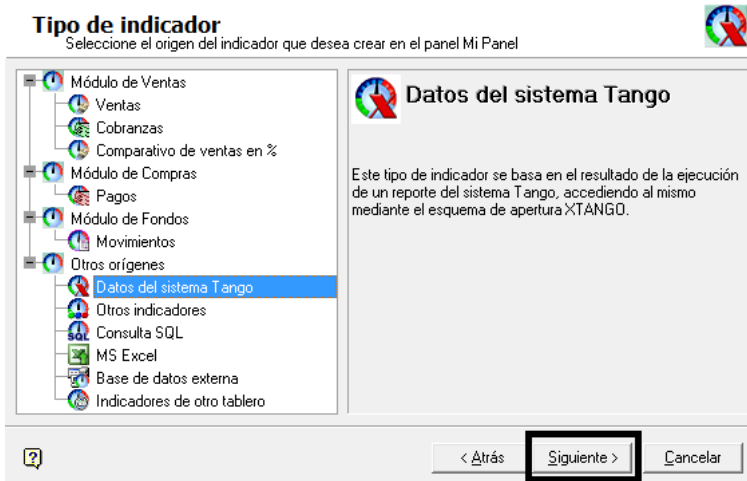 Tipo de indicador
Seleccione el origen del indicador que desea crear en el panel Mi Panel
Módulo de Ventas
Ventas
Cobranzas
Comparativo de ventas en %
Módulo de Compras
Pagos
Módulo de Fondos
Movimientos
Otros orígenes
Datos del sistema Tango
Otros indicadores
SQL Consulta SQL
MS Excel
Base de datos externa
Indicadores de otro tablero
Datos del sistema Tango
Este tipo de indicador se basa en el resultado de la ejecución
de un reporte del sistema Tango, accediendo al mismo
mediante el esquema de apertura XTANGO.
?
< Atrás
Siguiente >
Cancelar